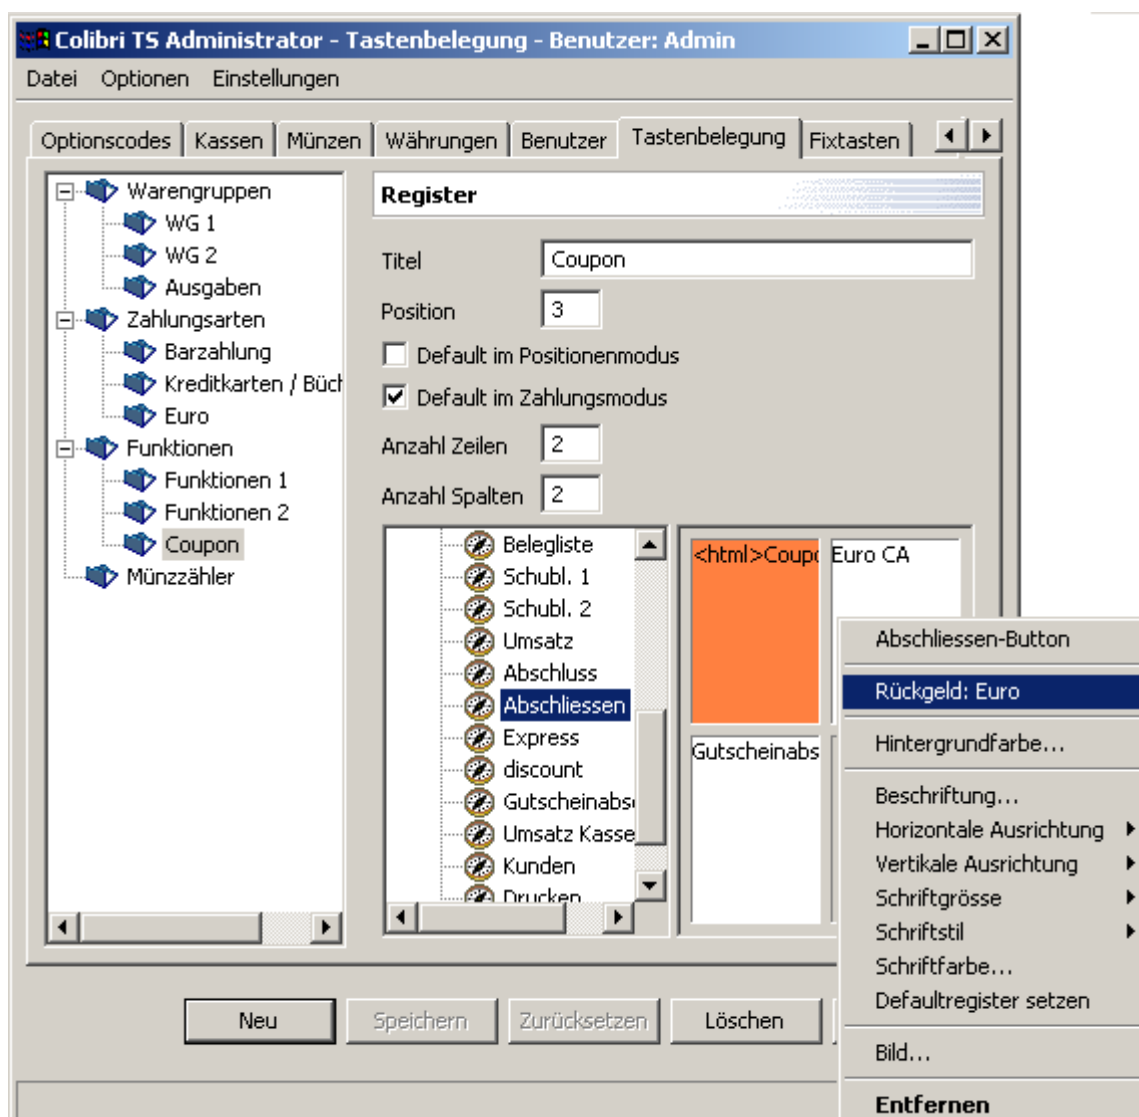 Colibri TS Administrator - Tastenbelegung - Benutzer: Admin
Datei Optionen Einstellungen
Optionscodes Kassen Münzen Währungen Benutzer Tastenbelegung Fixtasten
Warengruppen
WG 1
WG 2
Ausgaben
Zahlungsarten
Barzahlung
Kreditkarten / Büch
Euro
Funktionen
Funktionen 1
Funktionen 2
Coupon
Münzzähler
Register
Titel Coupon
Position 3
Default im Positionenmodus
Default im Zahlungsmodus
Anzahl Zeilen 2
Anzahl Spalten 2
Belegliste
Schubl. 1
Schubl. 2
Umsatz
Abschluss
Abschliessen
Express
discount
Gutscheinabs
Umsatz Kasse
Kunden
Drucken
<html>Coupo
Euro CA
Gutscheinabs
Abschliessen-Button
Rückgeld: Euro
Hintergrundfarbe...
Beschriftung...
Horizontale Ausrichtung
Vertikale Ausrichtung
Schriftgrösse
Schriftstil
Schriftfarbe...
Defaultregister setzen
Bild...
Entfernen
Neu Speichern Zurücksetzen Löschen